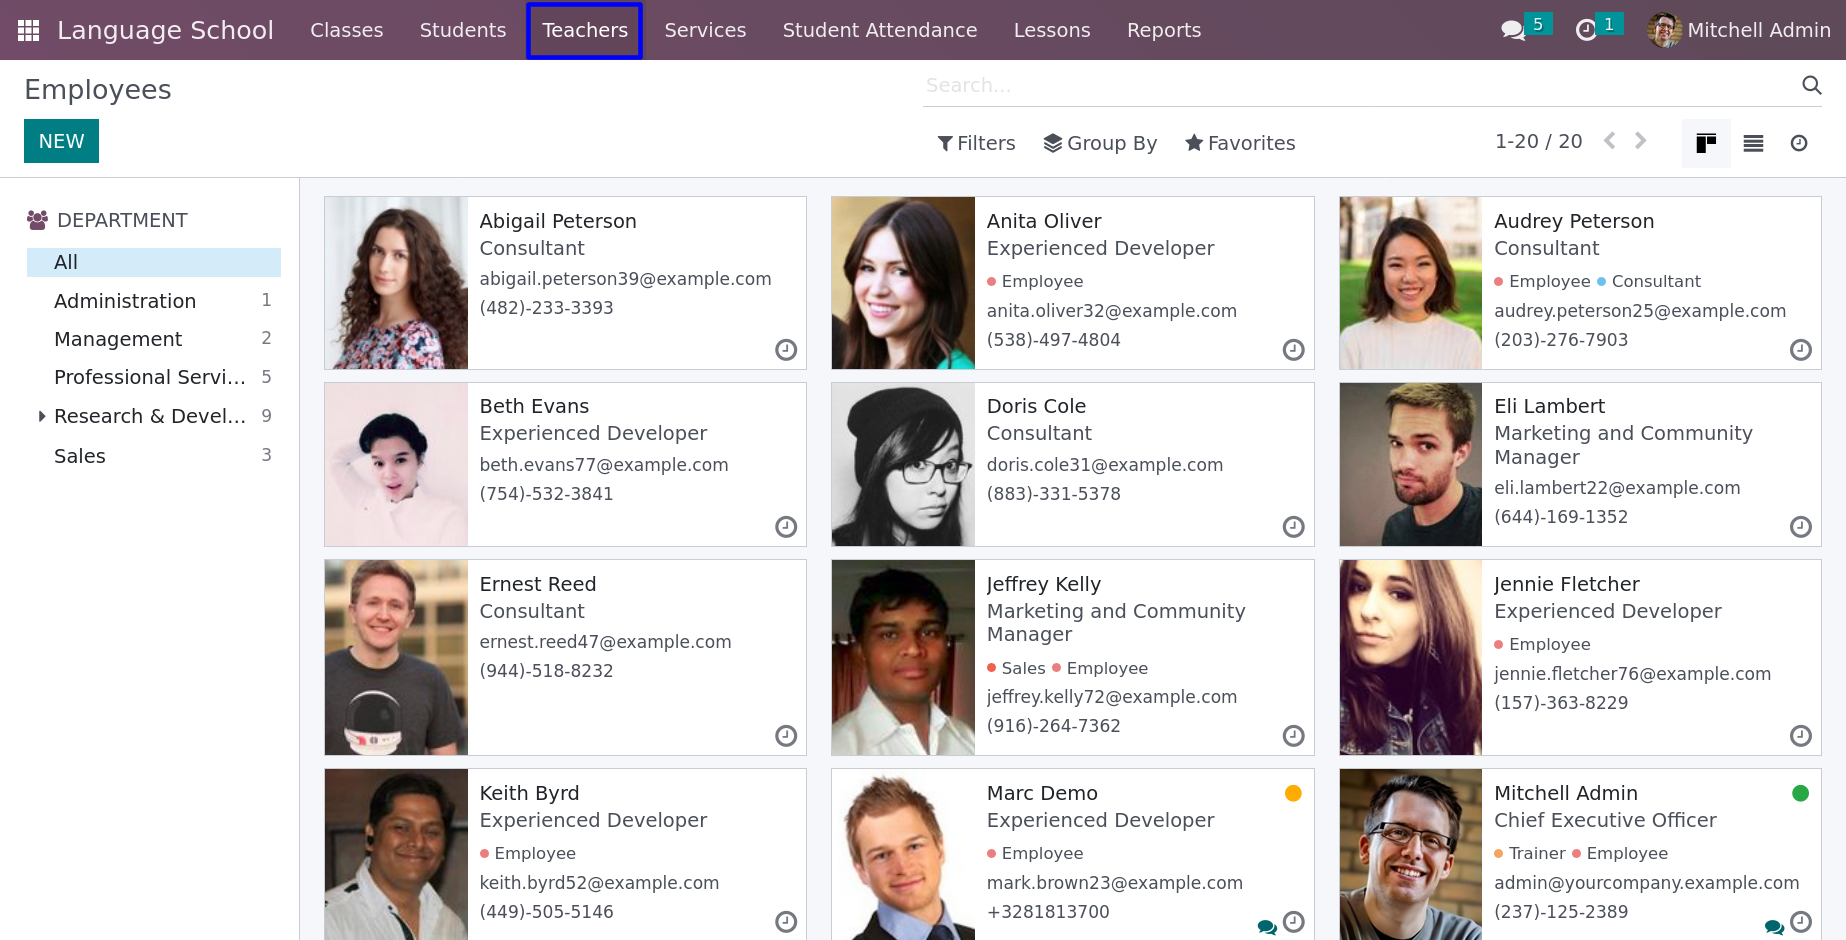 Language School Classes Students Teachers Services Student Attendance Lessons Reports 5 1 Mitchell Admin
Employees
Search...
NEW
Filters Group By Favorites 1-20 / 20
DEPARTMENT
All
Administration 1
Management 2
Professional Servi... 5
Research & Devel... 9
Sales 3
Abigail Peterson
Consultant
abigail.peterson39@example.com
(482)-233-3393
Anita Oliver
Experienced Developer
Employee
anita.oliver32@example.com
(538)-497-4804
Audrey Peterson
Consultant
Employee Consultant
audrey.peterson25@example.com
(203)-276-7903
Beth Evans
Experienced Developer
beth.evans77@example.com
(754)-532-3841
Doris Cole
Consultant
doris.cole31@example.com
(883)-331-5378
Eli Lambert
Marketing and Community
Manager
eli.lambert22@example.com
(644)-169-1352
Ernest Reed
Consultant
ernest.reed47@example.com
(944)-518-8232
Jeffrey Kelly
Marketing and Community
Manager
Sales Employee
jeffrey.kelly72@example.com
(916)-264-7362
Jennie Fletcher
Experienced Developer
Employee
jennie.fletcher76@example.com
(157)-363-8229
Keith Byrd
Experienced Developer
Employee
keith.byrd52@example.com
(449)-505-5146
Marc Demo
Experienced Developer
Employee
mark.brown23@example.com
+3281813700
Mitchell Admin
Chief Executive Officer
Trainer Employee
admin@yourcompany.example.com
(237)-125-2389